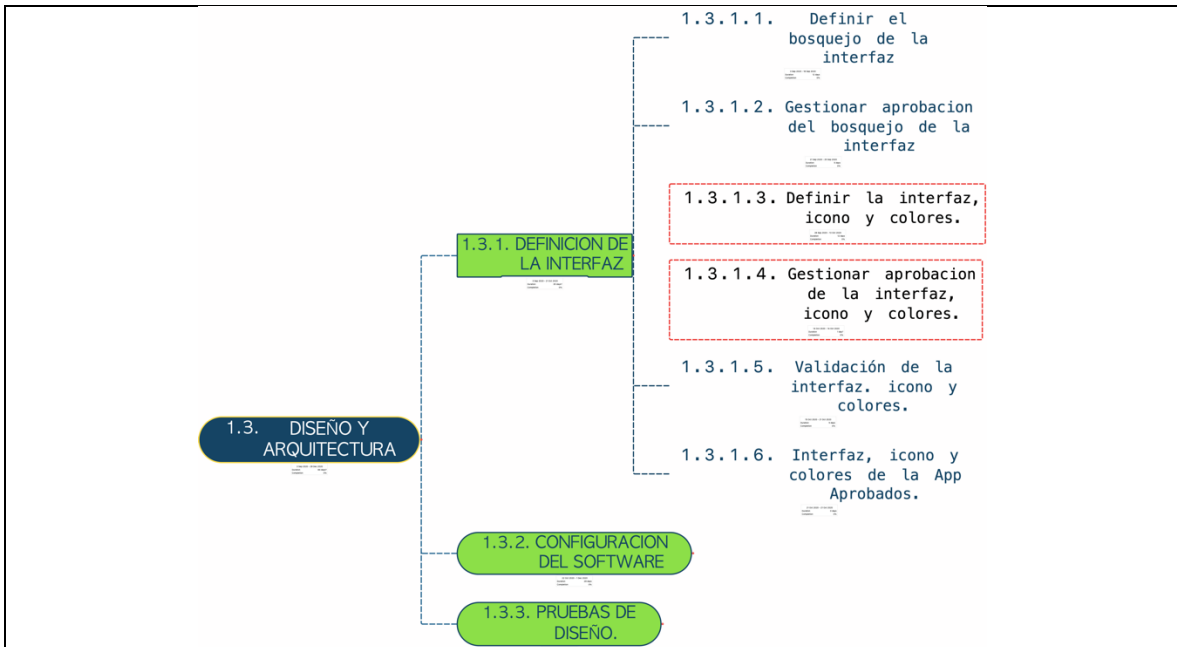 1.3. DISEÑO Y
ARQUITECTURA
1.3.1. DEFINICION DE
LA INTERFAZ
1.3.1.1. Definir el
bosquejo de la
interfaz
1.3.1.2. Gestionar aprobacion
del bosquejo de la
interfaz
1.3.1.3. Definir la interfaz,
icono y colores.
1.3.1.4. Gestionar aprobacion
de la interfaz,
icono y colores.
1.3.1.5. Validación de la
interfaz. icono y
colores.
1.3.1.6. Interfaz, icono y
colores de la App
Aprobados.
1.3.2. CONFIGURACION
DEL SOFTWARE
1.3.3. PRUEBAS DE
DISEÑO.